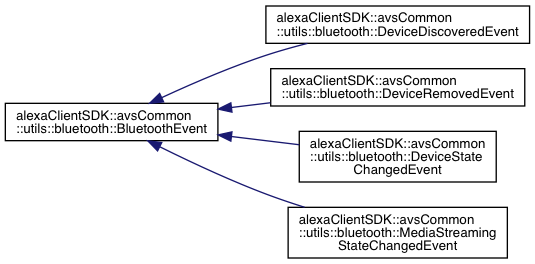 alexaClientSDK::avsCommon
::utils::bluetooth::DeviceDiscoveredEvent
alexaClientSDK::avsCommon
::utils::bluetooth::DeviceRemovedEvent
alexaClientSDK::avsCommon
::utils::bluetooth::BluetoothEvent
alexaClientSDK::avsCommon
::utils::bluetooth::DeviceState
ChangedEvent
alexaClientSDK::avsCommon
::utils::bluetooth::MediaStreaming
StateChangedEvent